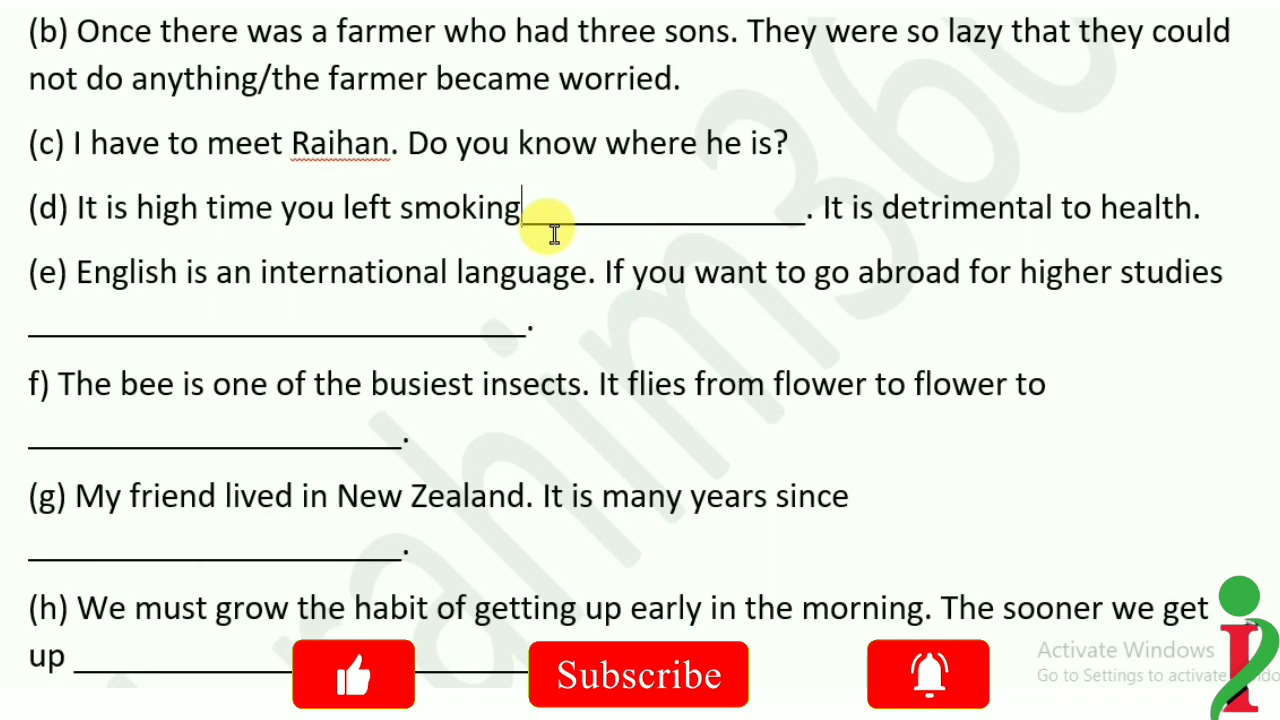 (b) Once there was a farmer who had three sons. They were so lazy that they could
not do anything/the farmer became worried.
(c) I have to meet Raihan. Do you know where he is?
(d) It is high time you left smoking_______________. It is detrimental to health.
(e) English is an international language. If you want to go abroad for higher studies
___________________________.
f) The bee is one of the busiest insects. It flies from flower to flower to
____________________.
(g) My friend lived in New Zealand. It is many years since
____________________.
(h) We must grow the habit of getting up early in the morning. The sooner we get
up ________________________
Subscribe
Activate Windows
Go to Settings to activate